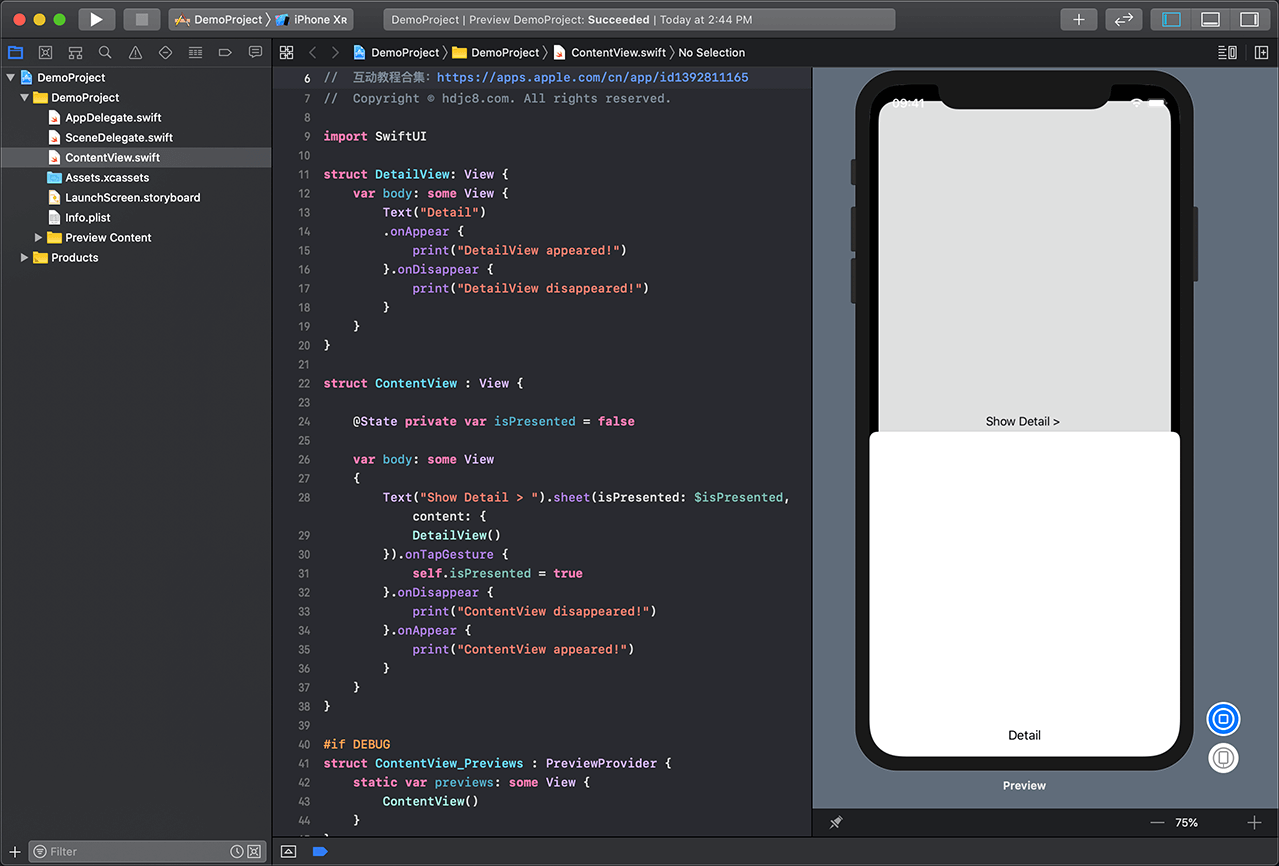 DemoProject 〉 iPhone XR
DemoProject | Preview DemoProject: Succeeded | Today at 2:44 PM
DemoProject 〉 DemoProject 〉 ContentView.swift 〉 No Selection
DemoProject
DemoProject
AppDelegate.swift
SceneDelegate.swift
ContentView.swift
Assets.xcassets
LaunchScreen.storyboard
Info.plist
Preview Content
Products
Filter
6 //  互动教程合集：https://apps.apple.com/cn/app/id1392811165
7 //  Copyright © hdjc8.com. All rights reserved.
8
9 import SwiftUI
10
11 struct DetailView: View {
12     var body: some View {
13         Text("Detail")
14         .onAppear {
15             print("DetailView appeared!")
16         }.onDisappear {
17             print("DetailView disappeared!")
18         }
19     }
20 }
21
22 struct ContentView : View {
23
24     @State private var isPresented = false
25
26     var body: some View
27     {
28         Text("Show Detail > ").sheet(isPresented: $isPresented,
            content: {
29             DetailView()
30         }).onTapGesture {
31             self.isPresented = true
32         }.onDisappear {
33             print("ContentView disappeared!")
34         }.onAppear {
35             print("ContentView appeared!")
36         }
37     }
38 }
39
40 #if DEBUG
41 struct ContentView_Previews : PreviewProvider {
42     static var previews: some View {
43         ContentView()
44     }
09:41
Show Detail >
Detail
Preview
75%